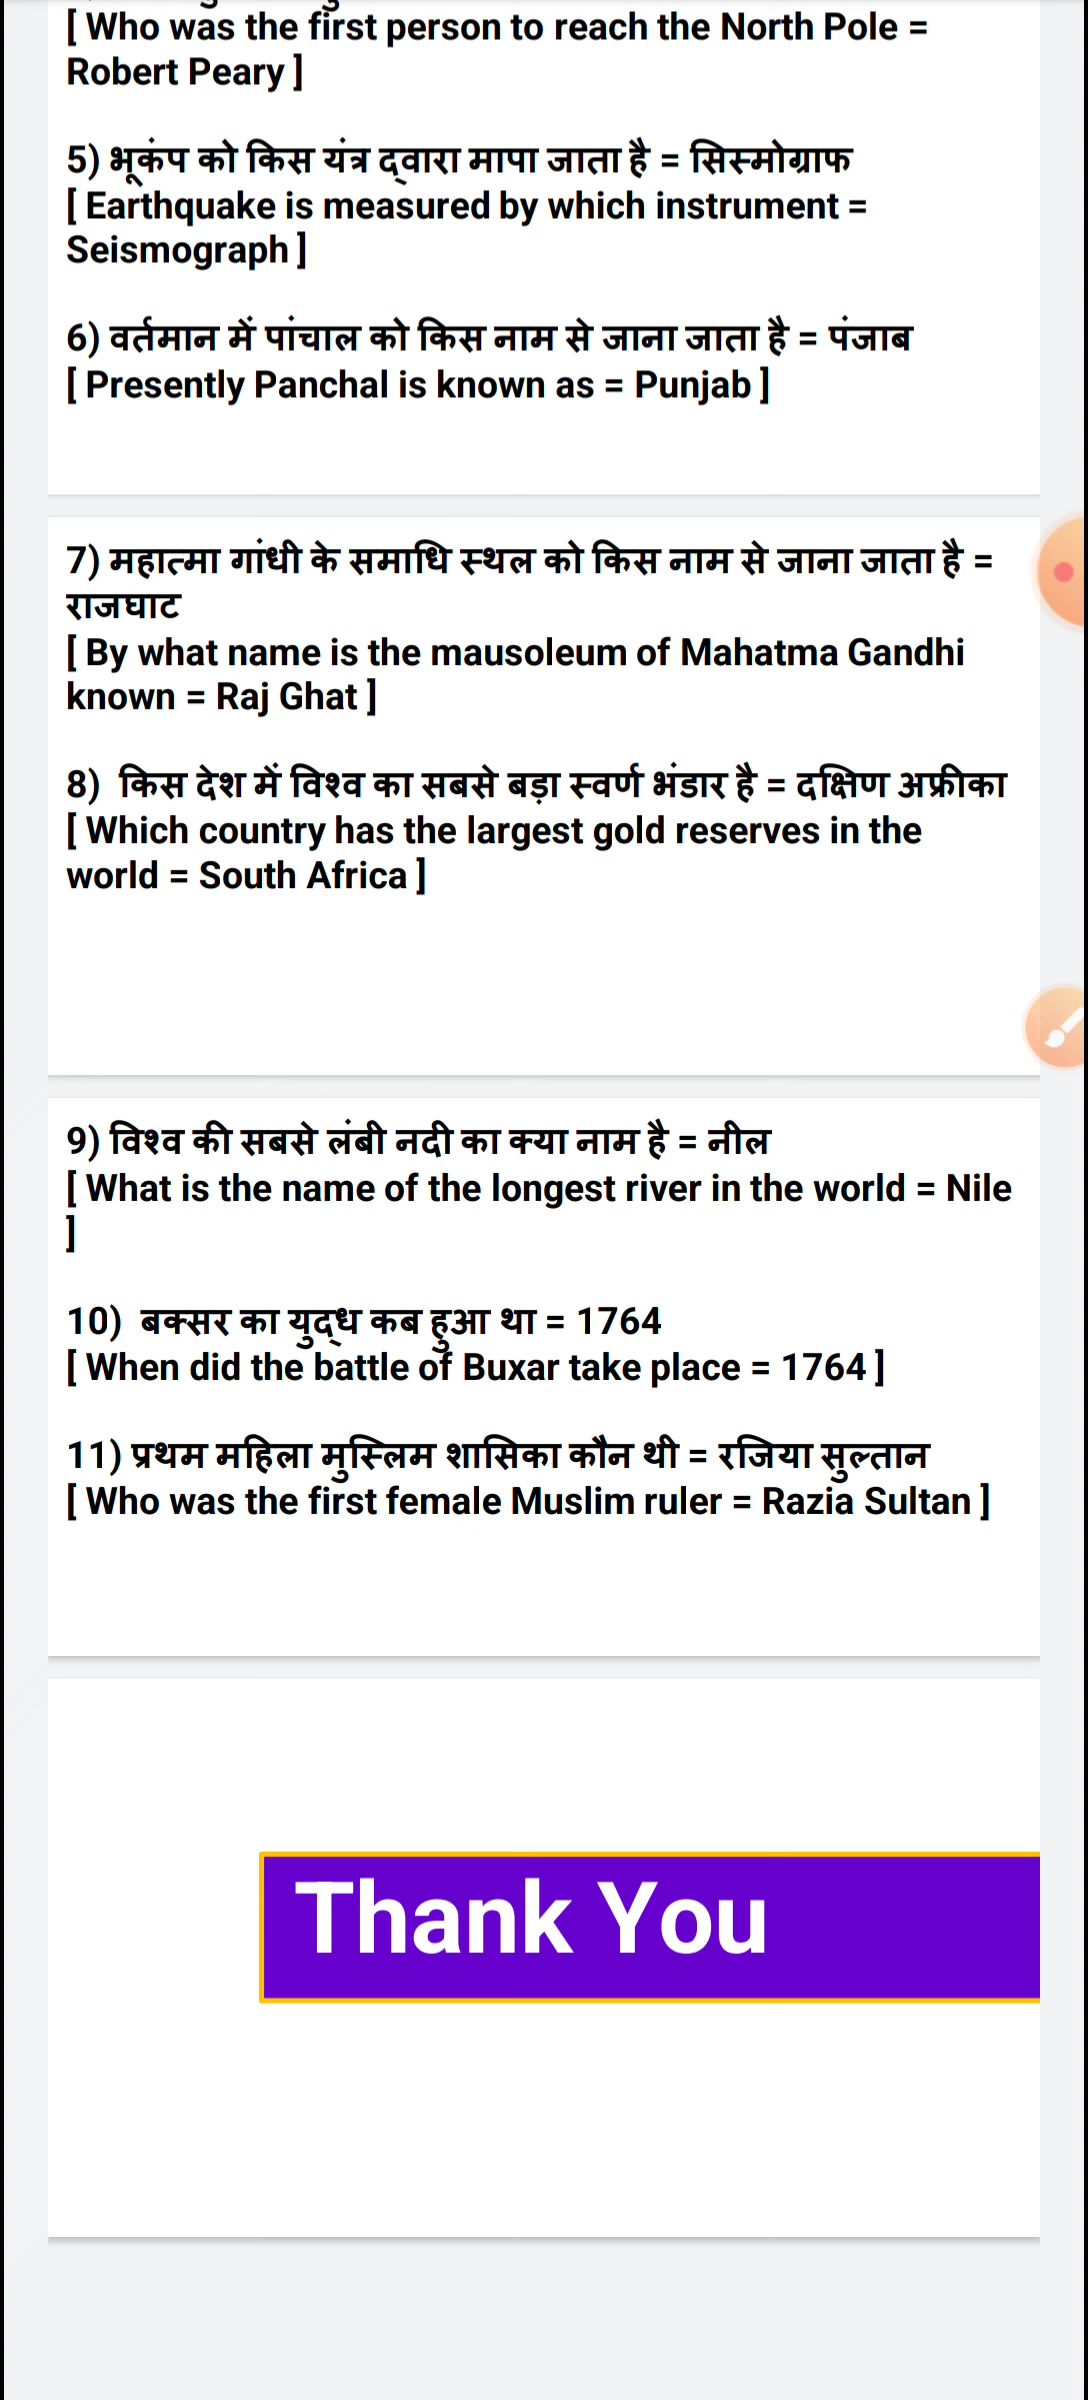 [ Who was the first person to reach the North Pole =
Robert Peary ]
5) भूकंप को किस यंत्र द्वारा मापा जाता है = सिस्मोग्राफ
[ Earthquake is measured by which instrument =
Seismograph ]
6) वर्तमान में पांचाल को किस नाम से जाना जाता है = पंजाब
[ Presently Panchal is known as = Punjab ]
7) महात्मा गांधी के समाधि स्थल को किस नाम से जाना जाता है =
राजघाट
[ By what name is the mausoleum of Mahatma Gandhi
known = Raj Ghat ]
8) किस देश में विश्व का सबसे बड़ा स्वर्ण भंडार है = दक्षिण अफ्रीका
[ Which country has the largest gold reserves in the
world = South Africa ]
9) विश्व की सबसे लंबी नदी का क्या नाम है = नील
[ What is the name of the longest river in the world = Nile
]
10) बक्सर का युद्ध कब हुआ था = 1764
[ When did the battle of Buxar take place = 1764 ]
11) प्रथम महिला मुस्लिम शासिका कौन थी = रजिया सुल्तान
[ Who was the first female Muslim ruler = Razia Sultan ]
Thank You